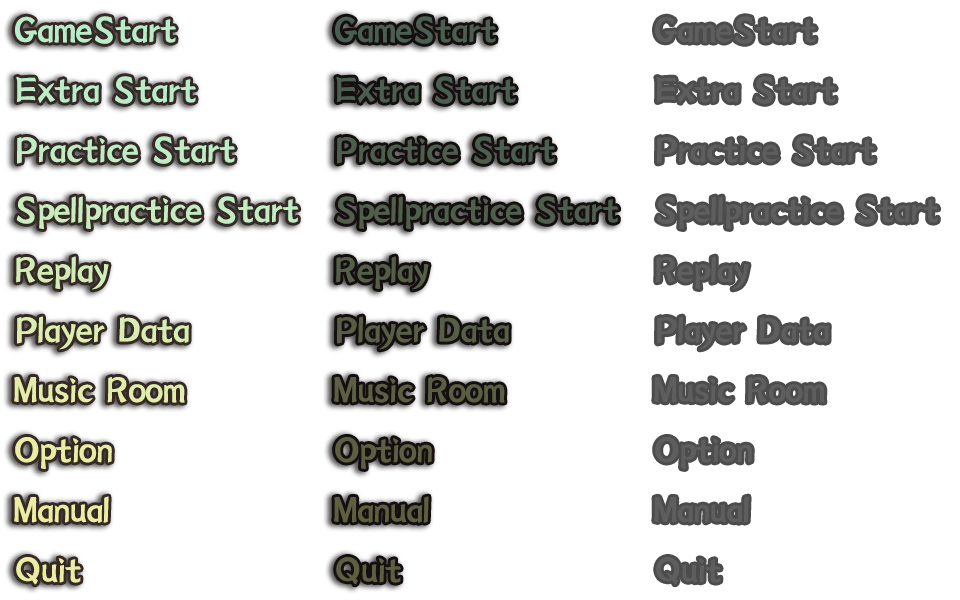 GameStart GameStart GameStart
Extra Start Extra Start Extra Start
Practice Start Practice Start Practice Start
Spellpractice Start Spellpractice Start Spellpractice Start
Replay Replay Replay
Player Data Player Data Player Data
Music Room Music Room Music Room
Option Option Option
Manual Manual Manual
Quit Quit Quit